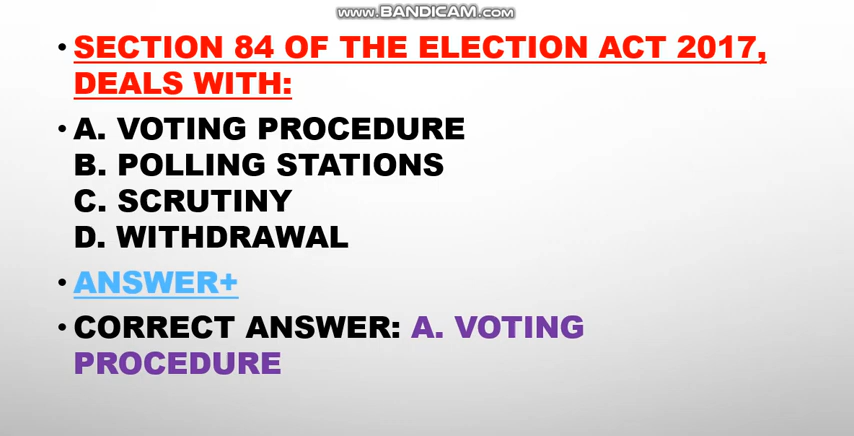 WWW.BANDICAM.COM
• SECTION 84 OF THE ELECTION ACT 2017,
DEALS WITH:
• A. VOTING PROCEDURE
B. POLLING STATIONS
C. SCRUTINY
D. WITHDRAWAL
• ANSWER+
• CORRECT ANSWER: A. VOTING
PROCEDURE